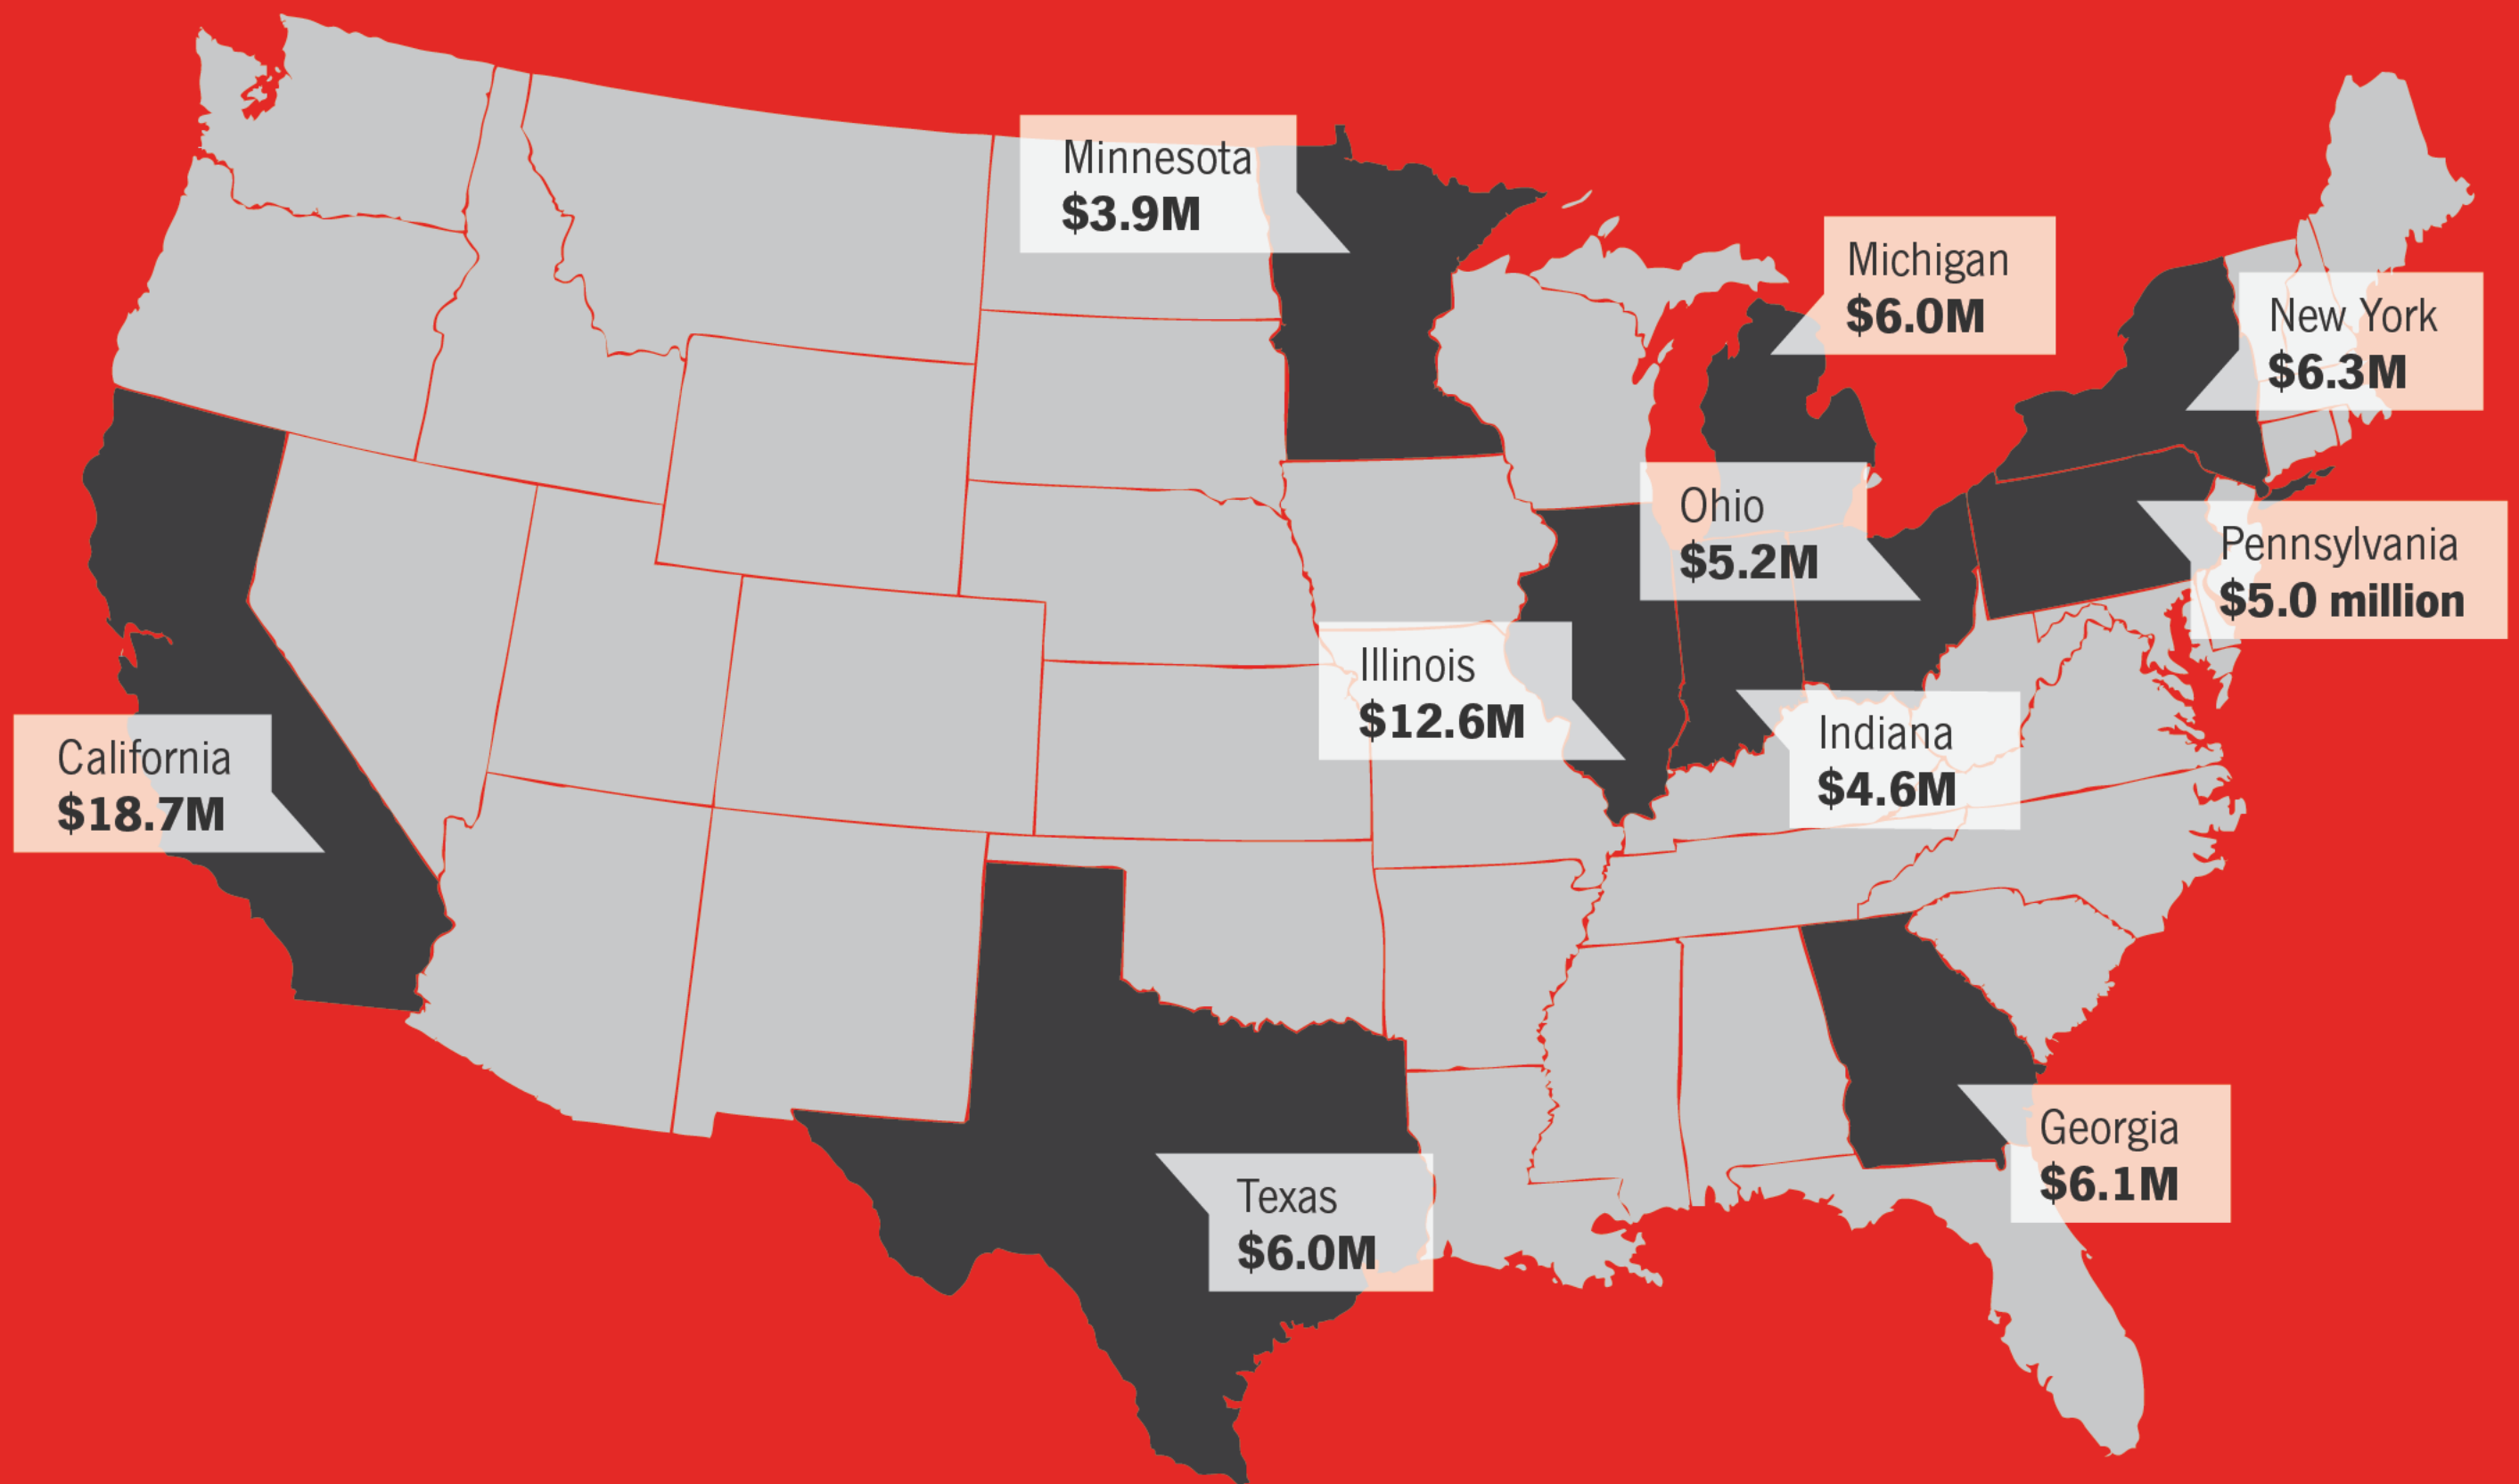 Minnesota
$3.9M
Michigan
$6.0M
New York
$6.3M
Ohio
$5.2M
Pennsylvania
$5.0 million
Illinois
$12.6M
Indiana
$4.6M
California
$18.7M
Georgia
$6.1M
Texas
$6.0M